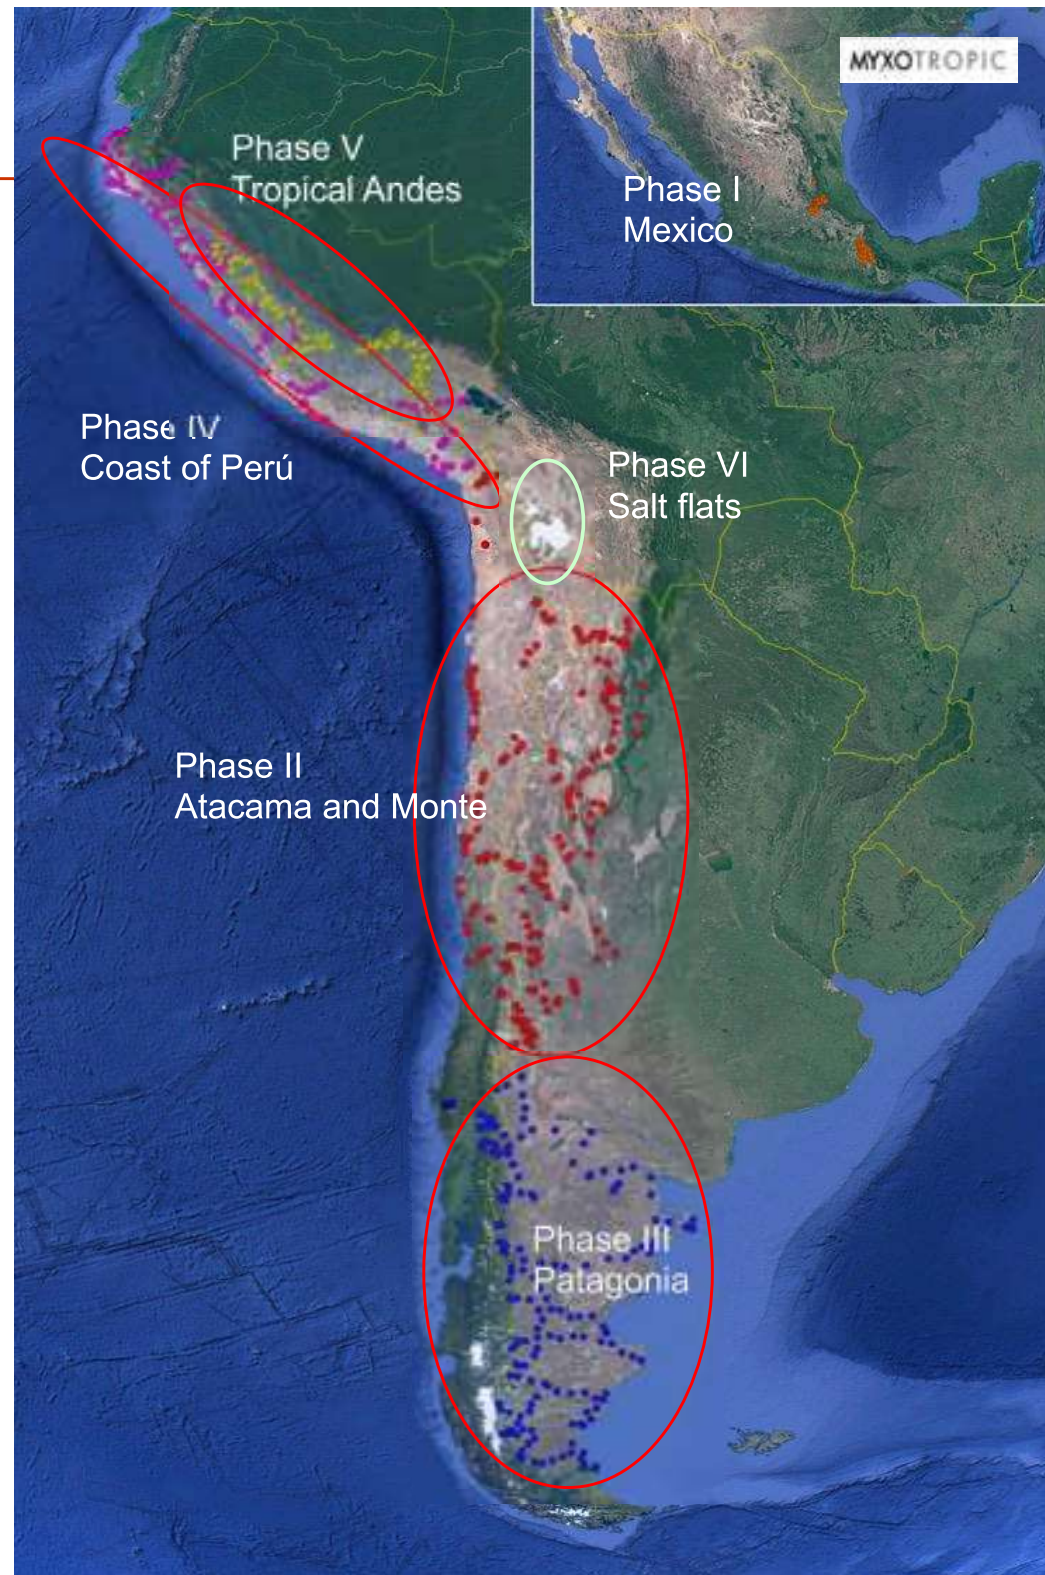 MYXOTROPIC
Phase V
Tropical Andes
Phase I
Mexico
Phase IV
Coast of Perú
Phase VI
Salt flats
Phase II
Atacama and Monte
Phase III
Patagonia